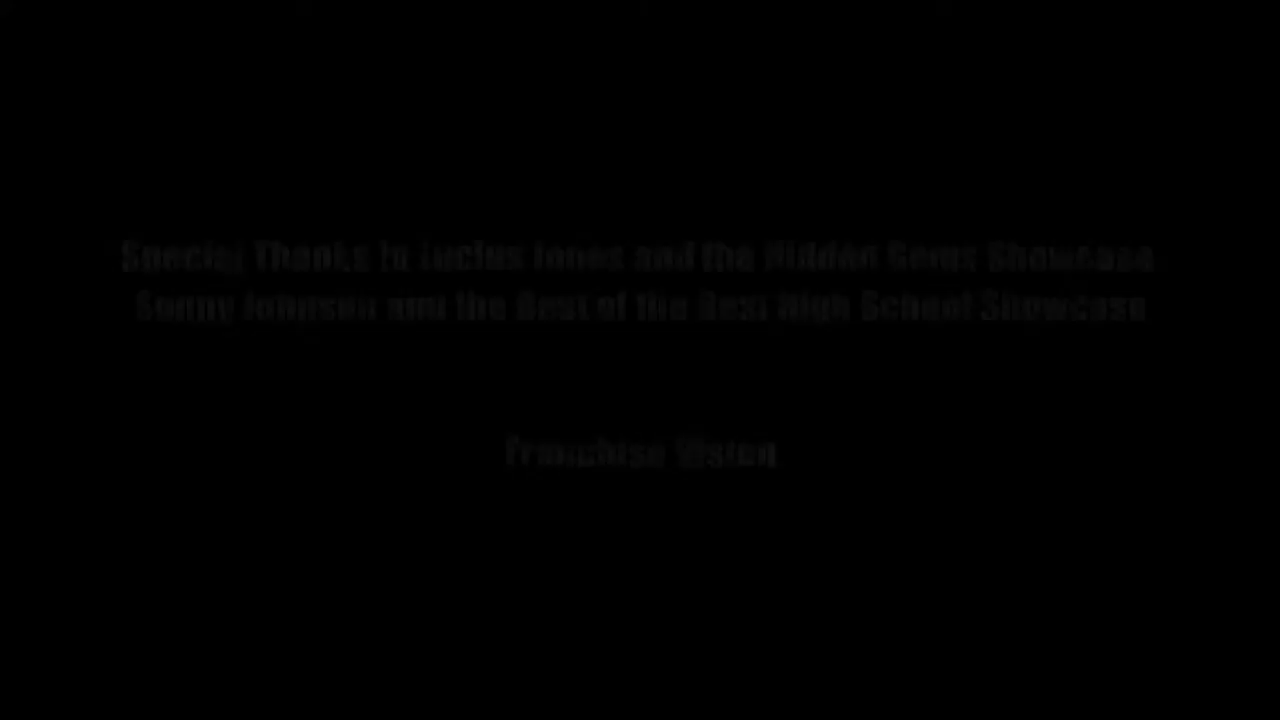 Special Thanks to Lucius Jones and the Hidden Gems Showcase
Sonny Johnson and the Best of the Best High School Showcase
Franchise Vision